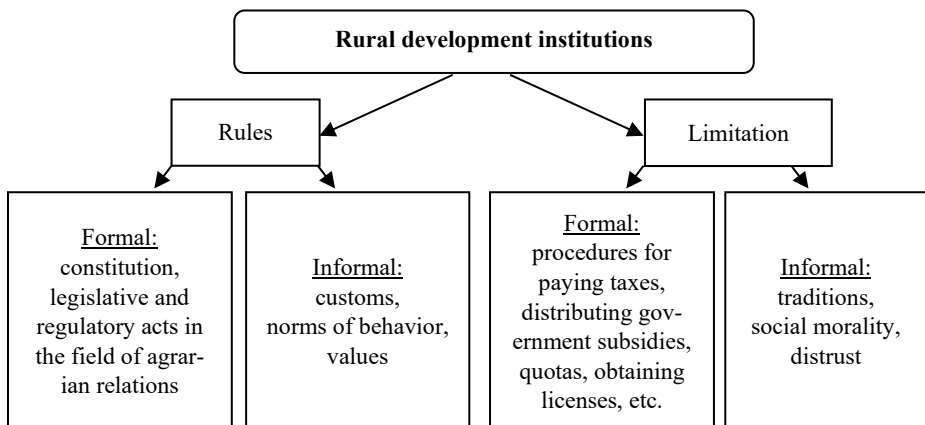 Rural development institutions
Rules
Limitation
Formal:
constitution,
legislative and
regulatory acts in
the field of agrar-
ian relations
Informal:
customs,
norms of behavior,
values
Formal:
procedures for
paying taxes,
distributing gov-
ernment subsidies,
quotas, obtaining
licenses, etc.
Informal:
traditions,
social morality,
distrust